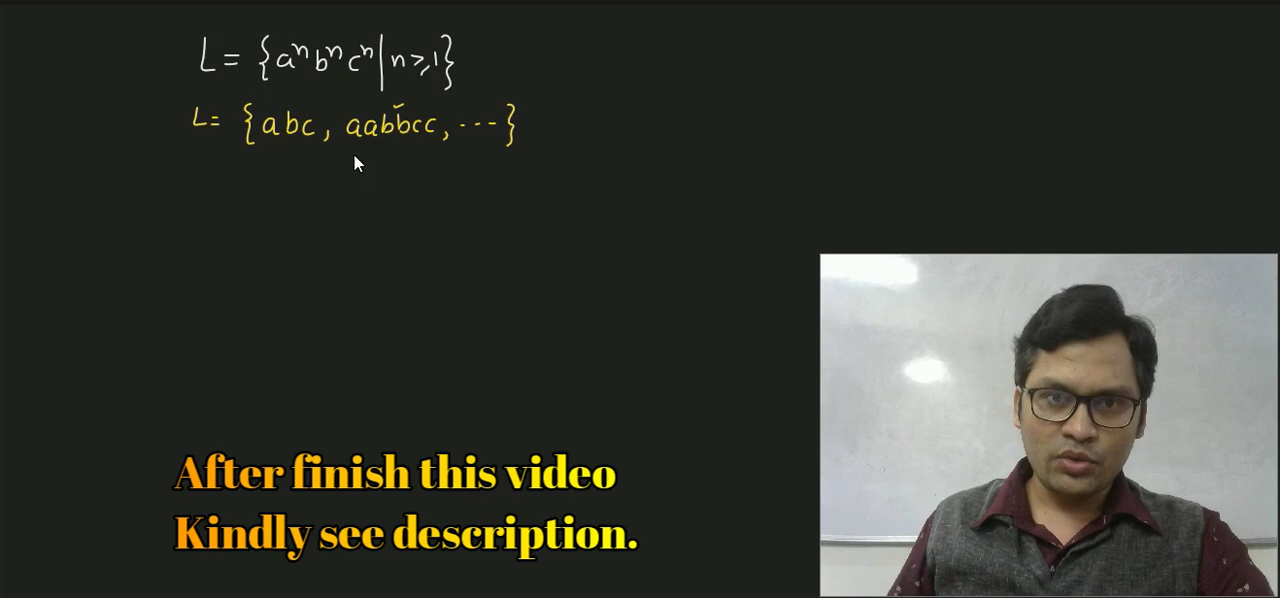 L = {aⁿbⁿcⁿ | n ≥ 1}
L = {abc, aabbcc, ---}
After finish this video
Kindly see description.